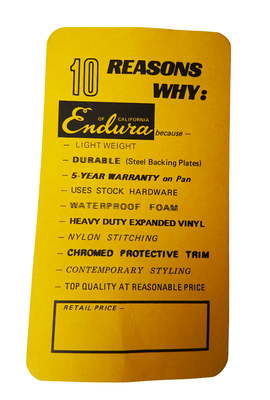 10 REASONS
WHY:
OF CALIFORNIA
Endura because —
— LIGHT WEIGHT
— DURABLE (Steel Backing Plates)
— 5-YEAR WARRANTY on Pan
— USES STOCK HARDWARE
— WATERPROOF FOAM
— HEAVY DUTY EXPANDED VINYL
— NYLON STITCHING
— CHROMED PROTECTIVE TRIM
— CONTEMPORARY STYLING
— TOP QUALITY AT REASONABLE PRICE
RETAIL PRICE —